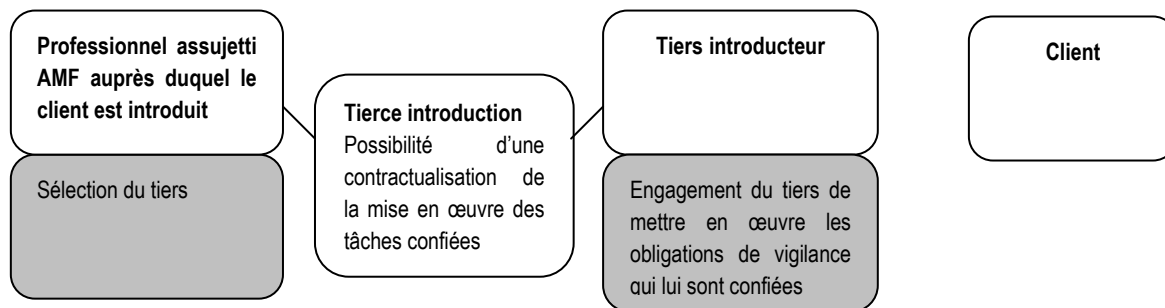 Professionnel assujetti
AMF auprès duquel le
client est introduit
Sélection du tiers
Tierce introduction
Possibilité d'une
contractualisation de
la mise en œuvre des
tâches confiées
Tiers introducteur
Engagement du tiers de
mettre en œuvre les
obligations de vigilance
qui lui sont confiées
Client